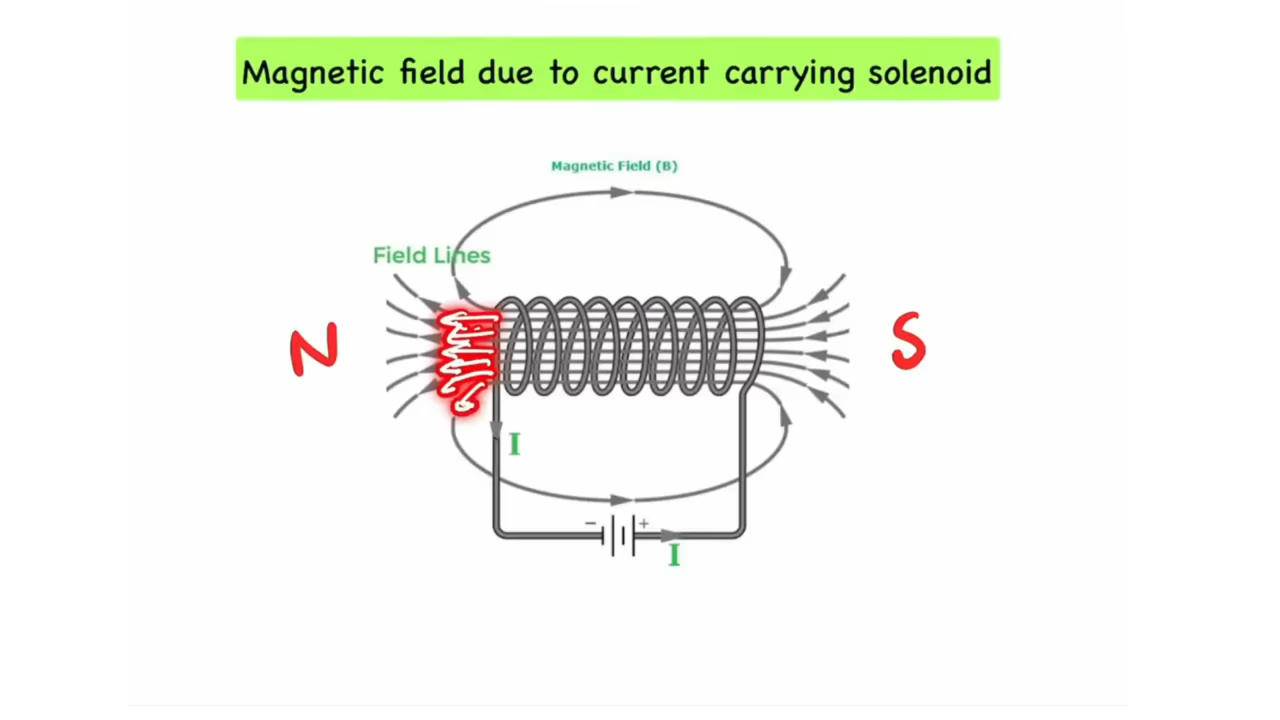 Magnetic field due to current carrying solenoid
Magnetic Field (B)
Field Lines
N
S
I
− +
I